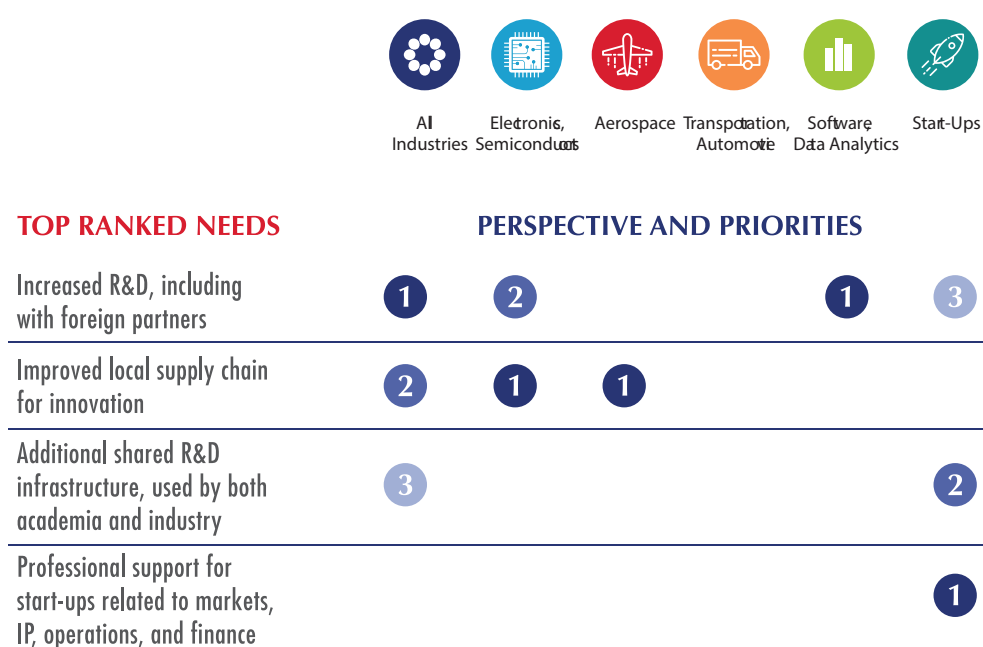 All Electronics, Aerospace Transportation, Software, Start-Ups
Industries Semiconductors Automotive Data Analytics
TOP RANKED NEEDS PERSPECTIVE AND PRIORITIES
Increased R&D, including
with foreign partners
1 2 1 3
Improved local supply chain
for innovation
2 1 1
Additional shared R&D
infrastructure, used by both
academia and industry
3 2
Professional support for
start-ups related to markets,
IP, operations, and finance
1